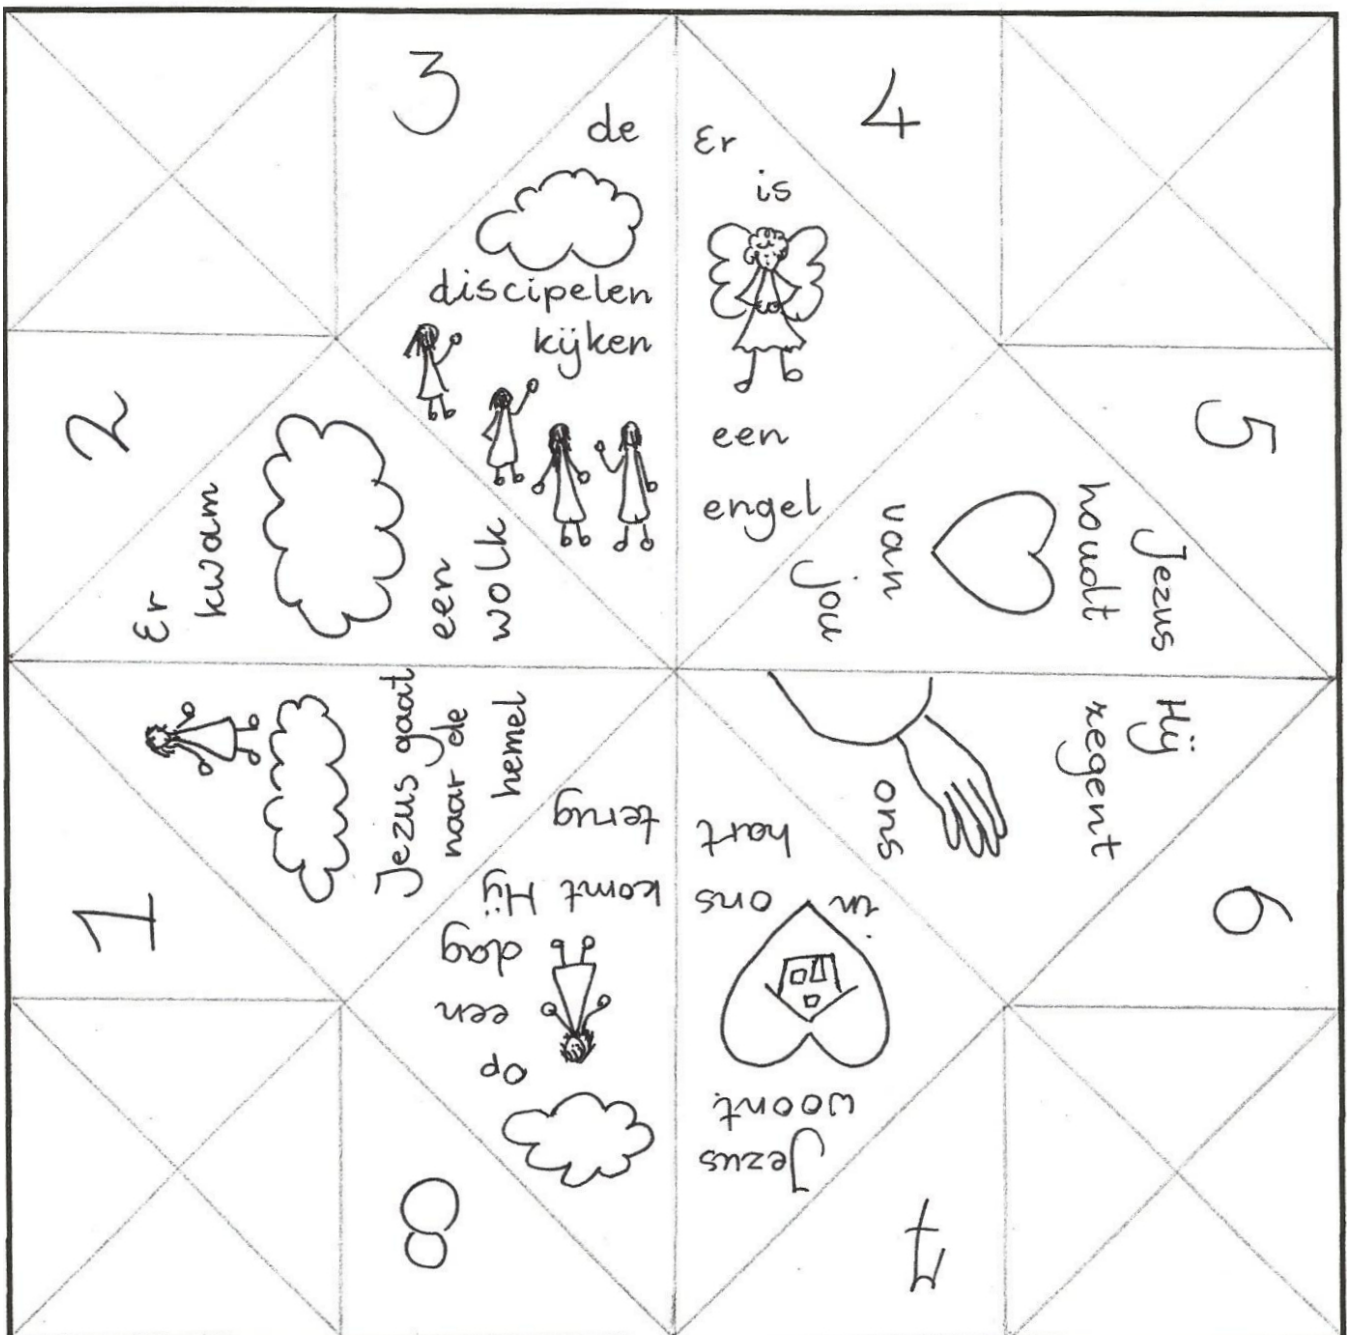 1
Jezus gaat
naar de
hemel
2
Er
kwam
een
wolk
3
de
discipelen
kijken
4
Er
is
een
engel
5
Jezus
houdt
van
jou
6
Hij
zegent
ons
7
Jezus
woont
in ons
hart
8
op
een
dag
komt Hij
terug